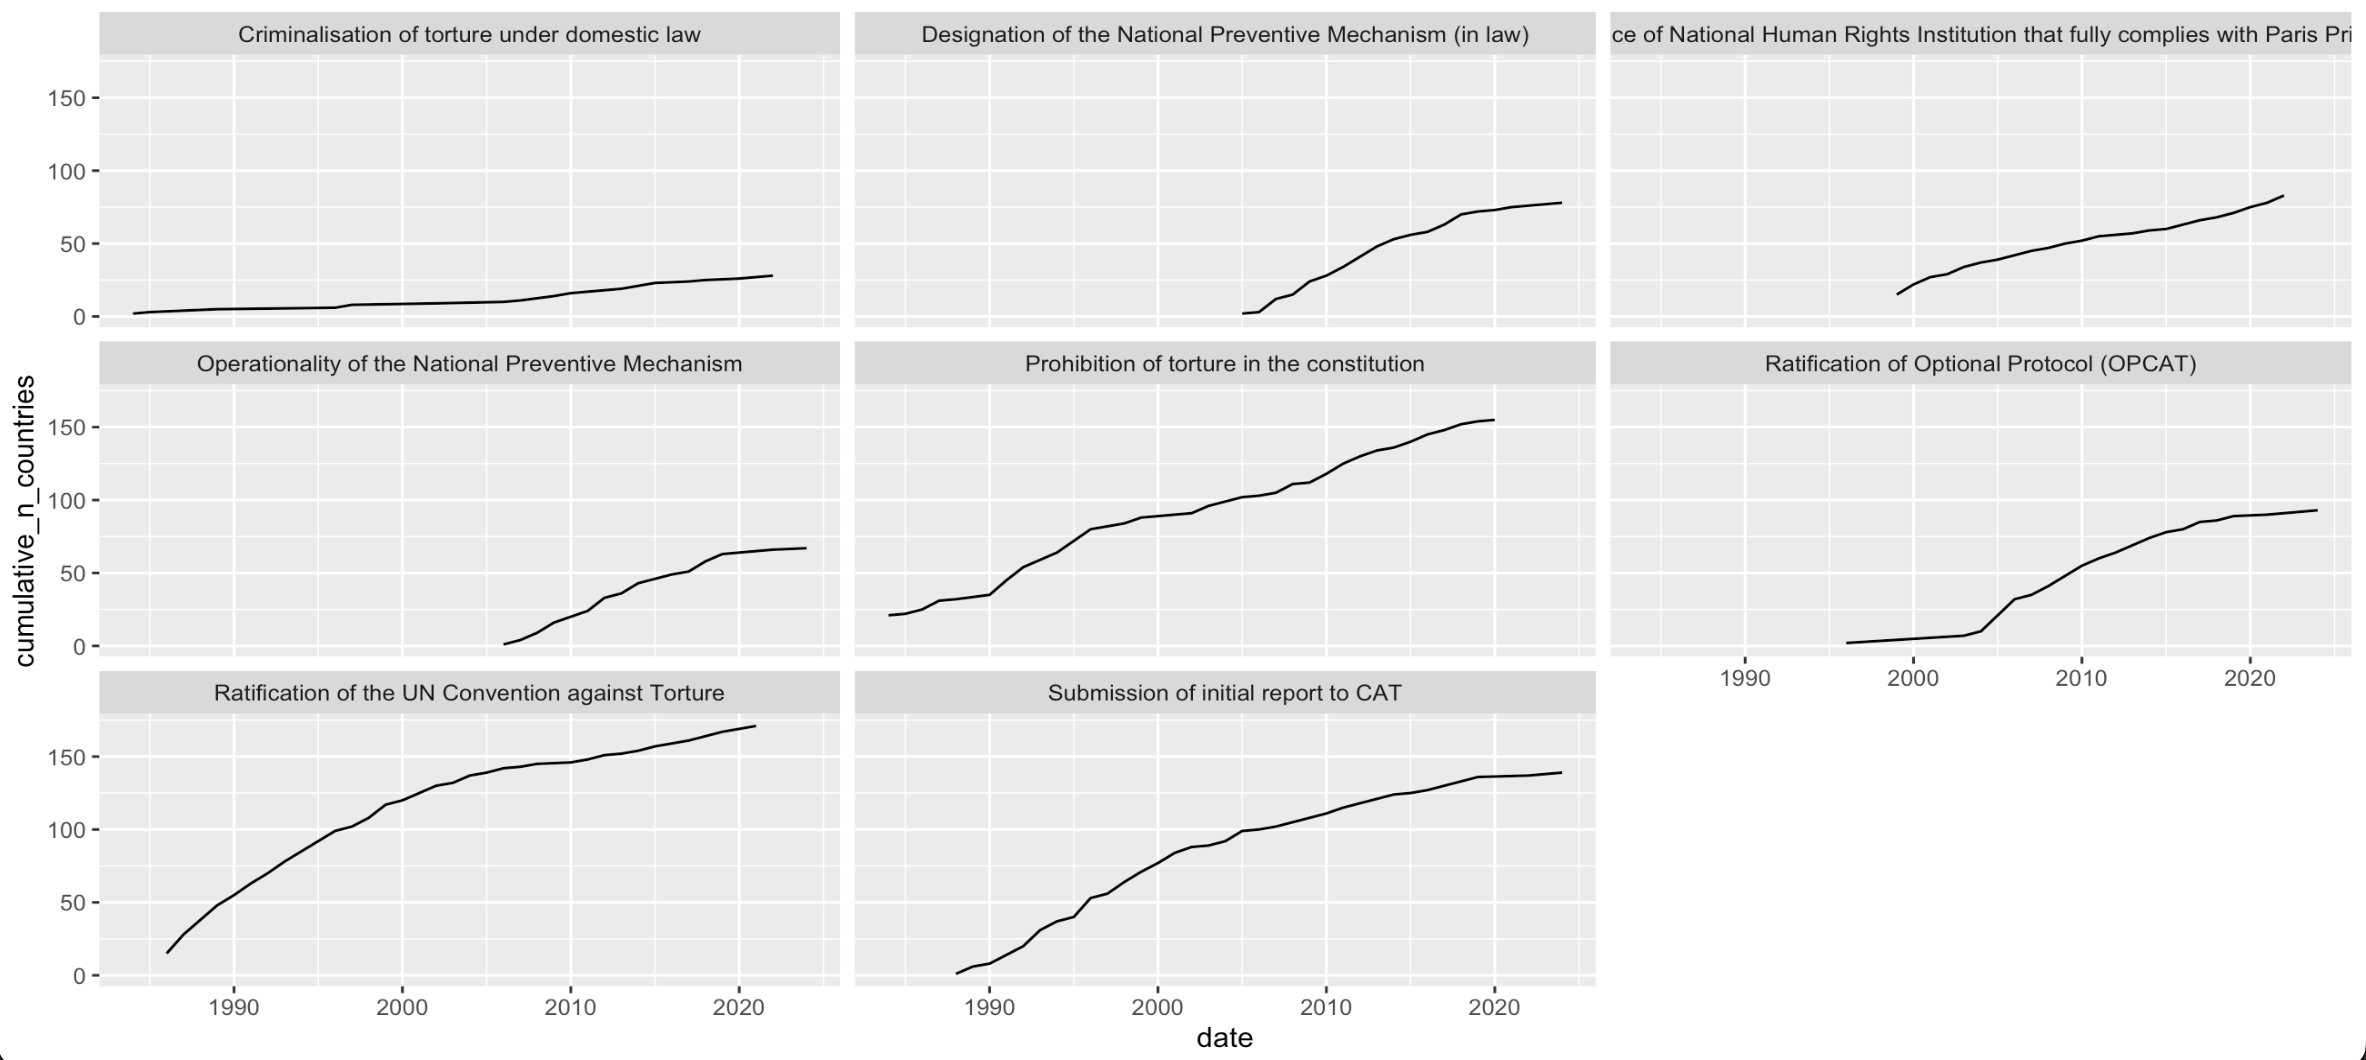 Criminalisation of torture under domestic law
Designation of the National Preventive Mechanism (in law)
ce of National Human Rights Institution that fully complies with Paris Pri
150
100
50
0
Operationality of the National Preventive Mechanism
Prohibition of torture in the constitution
Ratification of Optional Protocol (OPCAT)
cumulative_n_countries
150
100
50
0
1990 2000 2010 2020
Ratification of the UN Convention against Torture
Submission of initial report to CAT
150
100
50
0
1990 2000 2010 2020
1990 2000 2010 2020
date